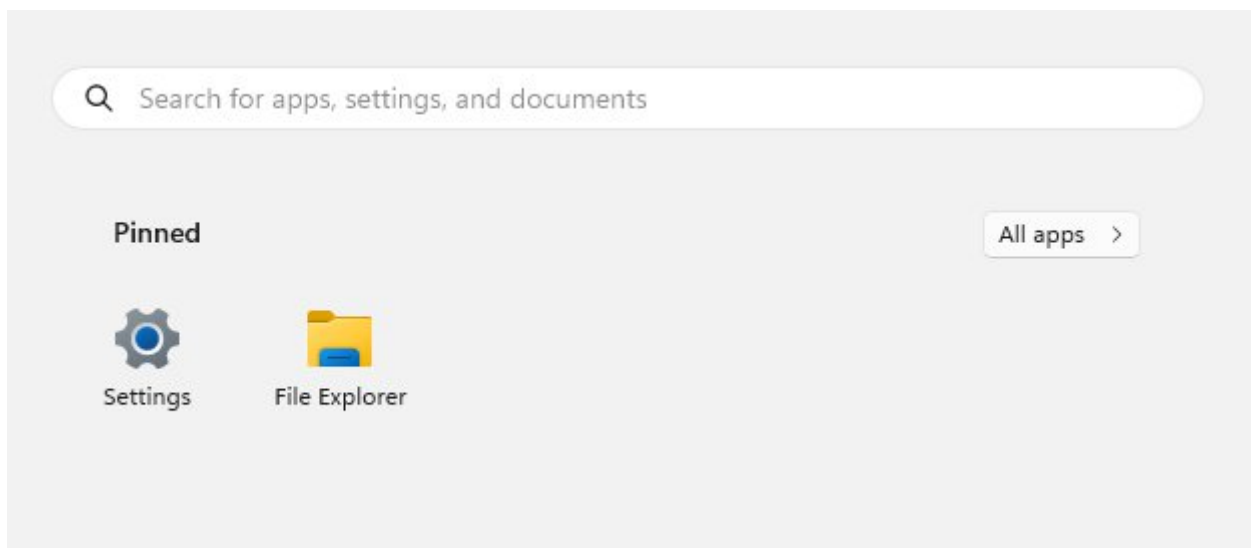 Search for apps, settings, and documents
Pinned
All apps
Settings
File Explorer